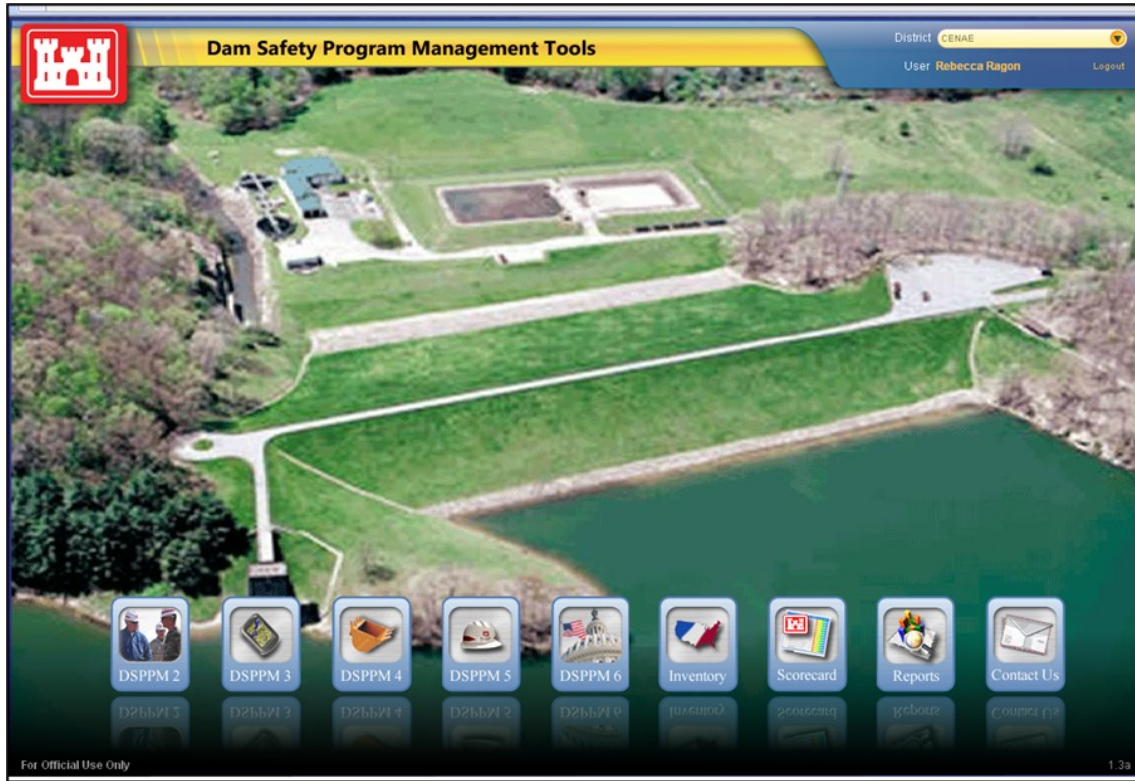 Dam Safety Program Management Tools
District CENAE
User Rebecca Ragon Logout
DSPPM 2 DSPPM 3 DSPPM 4 DSPPM 5 DSPPM 6 Inventory Scorecard Reports Contact Us
For Official Use Only 1.3a